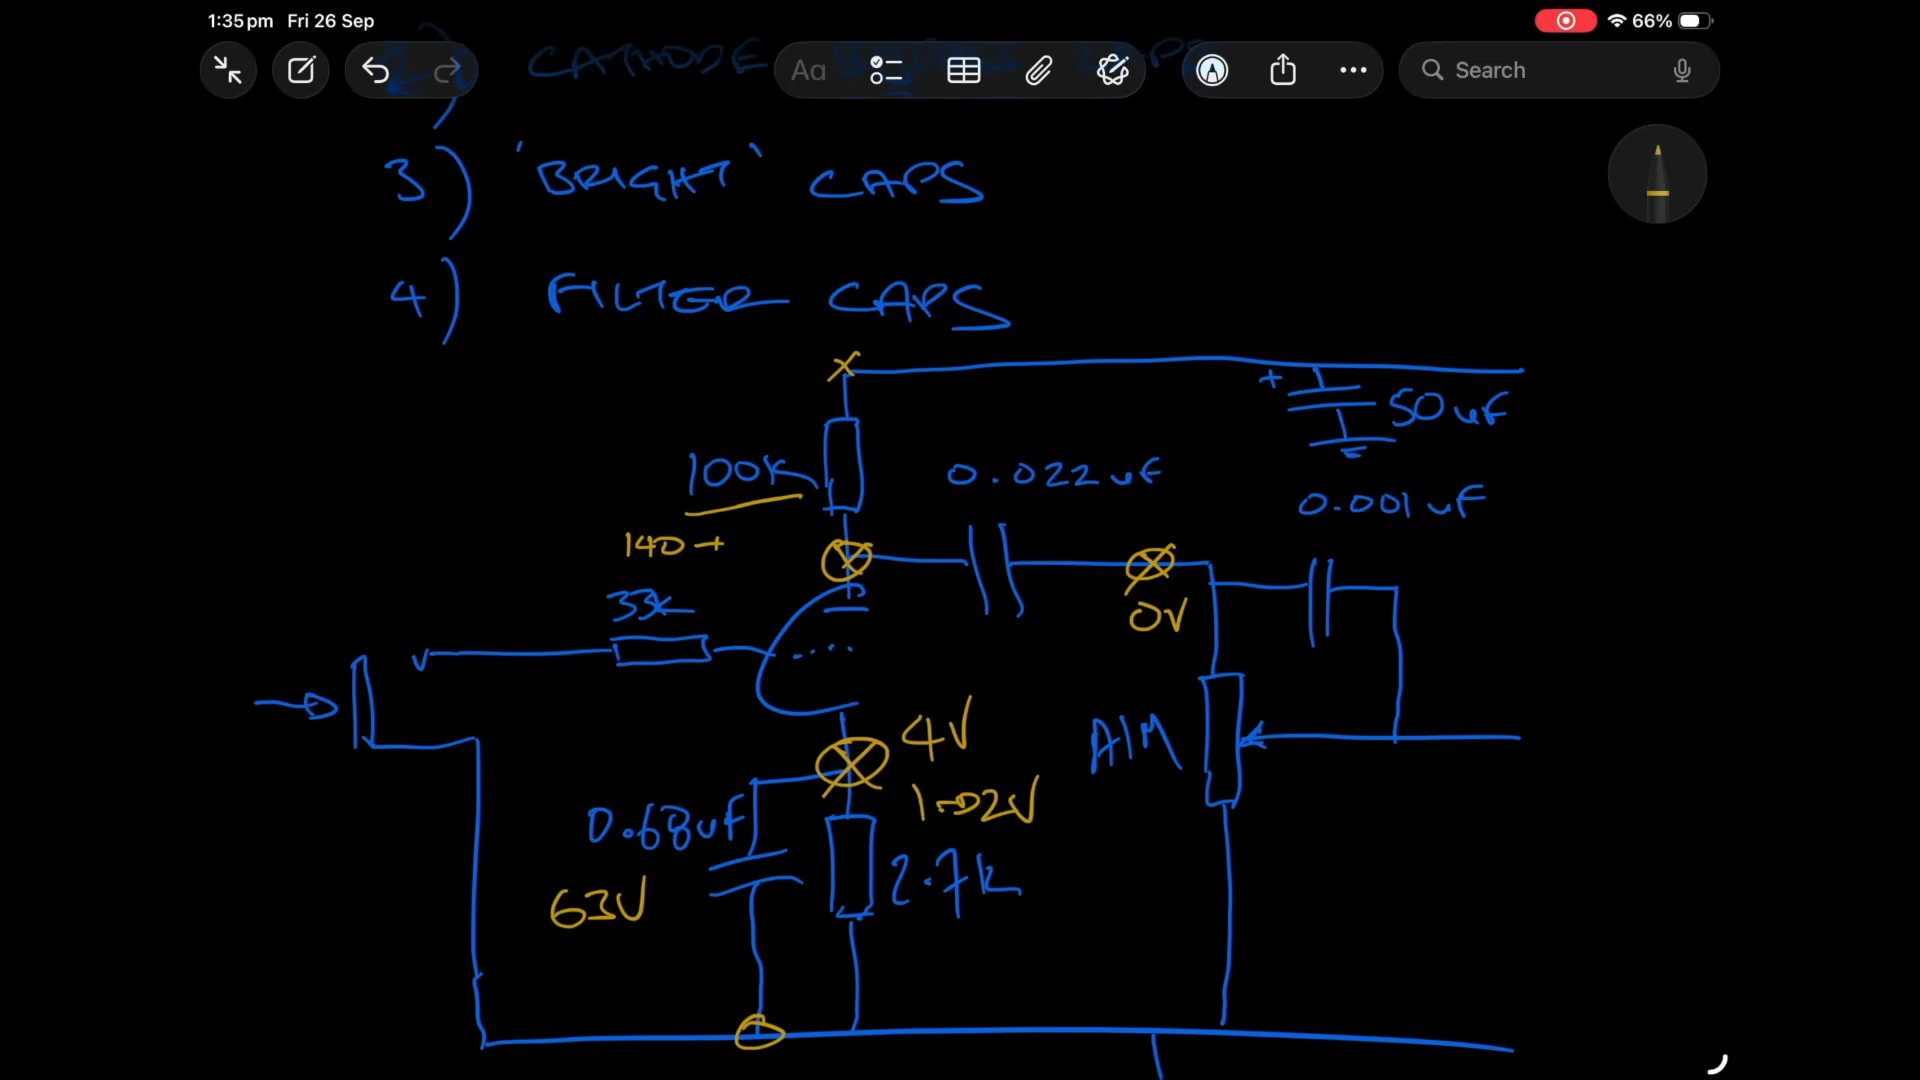 1:35 pm Fri 26 Sep
66%
CATHODE
Aa
Search
3) 'BRIGHT' CAPS
4) FILTER CAPS
+
50uF
100K
0.022uF
0.001uF
140+
33K
0V
4V
A1M
1.02V
0.68uF
2.7K
63V